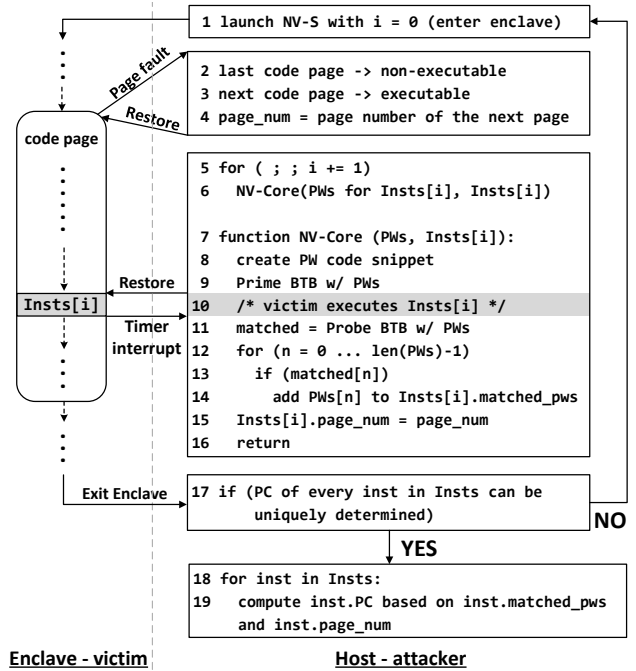 1 launch NV-S with i = 0 (enter enclave)
Page fault
2 last code page -> non-executable
3 next code page -> executable
4 page_num = page number of the next page
Restore
code page
5 for ( ; ; i += 1)
6 NV-Core(PWs for Insts[i], Insts[i])
7 function NV-Core (PWs, Insts[i]):
8 create PW code snippet
9 Prime BTB w/ PWs
Restore
Insts[i]
10 /* victim executes Insts[i] */
Timer
interrupt
11 matched = Probe BTB w/ PWs
12 for (n = 0 ... len(PWs)-1)
13 if (matched[n])
14 add PWs[n] to Insts[i].matched_pws
15 Insts[i].page_num = page_num
16 return
Exit Enclave
17 if (PC of every inst in Insts can be
uniquely determined)
NO
YES
18 for inst in Insts:
19 compute inst.PC based on inst.matched_pws
and inst.page_num
Enclave - victim
Host - attacker